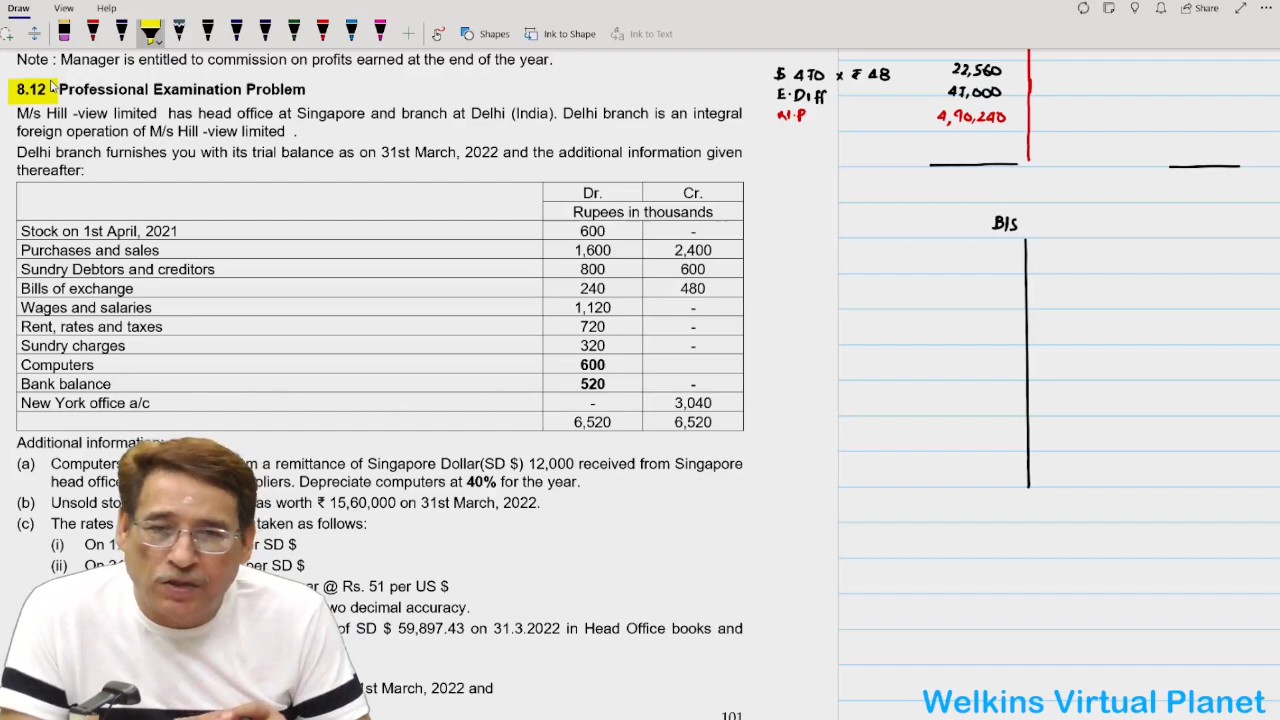 Draw View Help
Share
Shapes Ink to Shape Ink to Text
Note : Manager is entitled to commission on profits earned at the end of the year.
8.12 Professional Examination Problem
M/s Hill -view limited has head office at Singapore and branch at Delhi (India). Delhi branch is an integral
foreign operation of M/s Hill -view limited .
Delhi branch furnishes you with its trial balance as on 31st March, 2022 and the additional information given
thereafter:
Dr. Cr.
Rupees in thousands
Stock on 1st April, 2021 600 -
Purchases and sales 1,600 2,400
Sundry Debtors and creditors 800 600
Bills of exchange 240 480
Wages and salaries 1,120 -
Rent, rates and taxes 720 -
Sundry charges 320 -
Computers 600
Bank balance 520 -
New York office a/c - 3,040
6,520 6,520
Additional information:
(a) Computers m a remittance of Singapore Dollar(SD $) 12,000 received from Singapore
head office pliers. Depreciate computers at 40% for the year.
(b) Unsold sto as worth ₹ 15,60,000 on 31st March, 2022.
(c) The rates taken as follows:
(i) On 1 er SD $
(ii) On per SD $
ar @ Rs. 51 per US $
wo decimal accuracy.
of SD $ 59,897.43 on 31.3.2022 in Head Office books and
1st March, 2022 and
101
$ 470 x ₹ 48 22,560
E. Diff 47,000
N.P 4,90,240
B/S
Welkins Virtual Planet